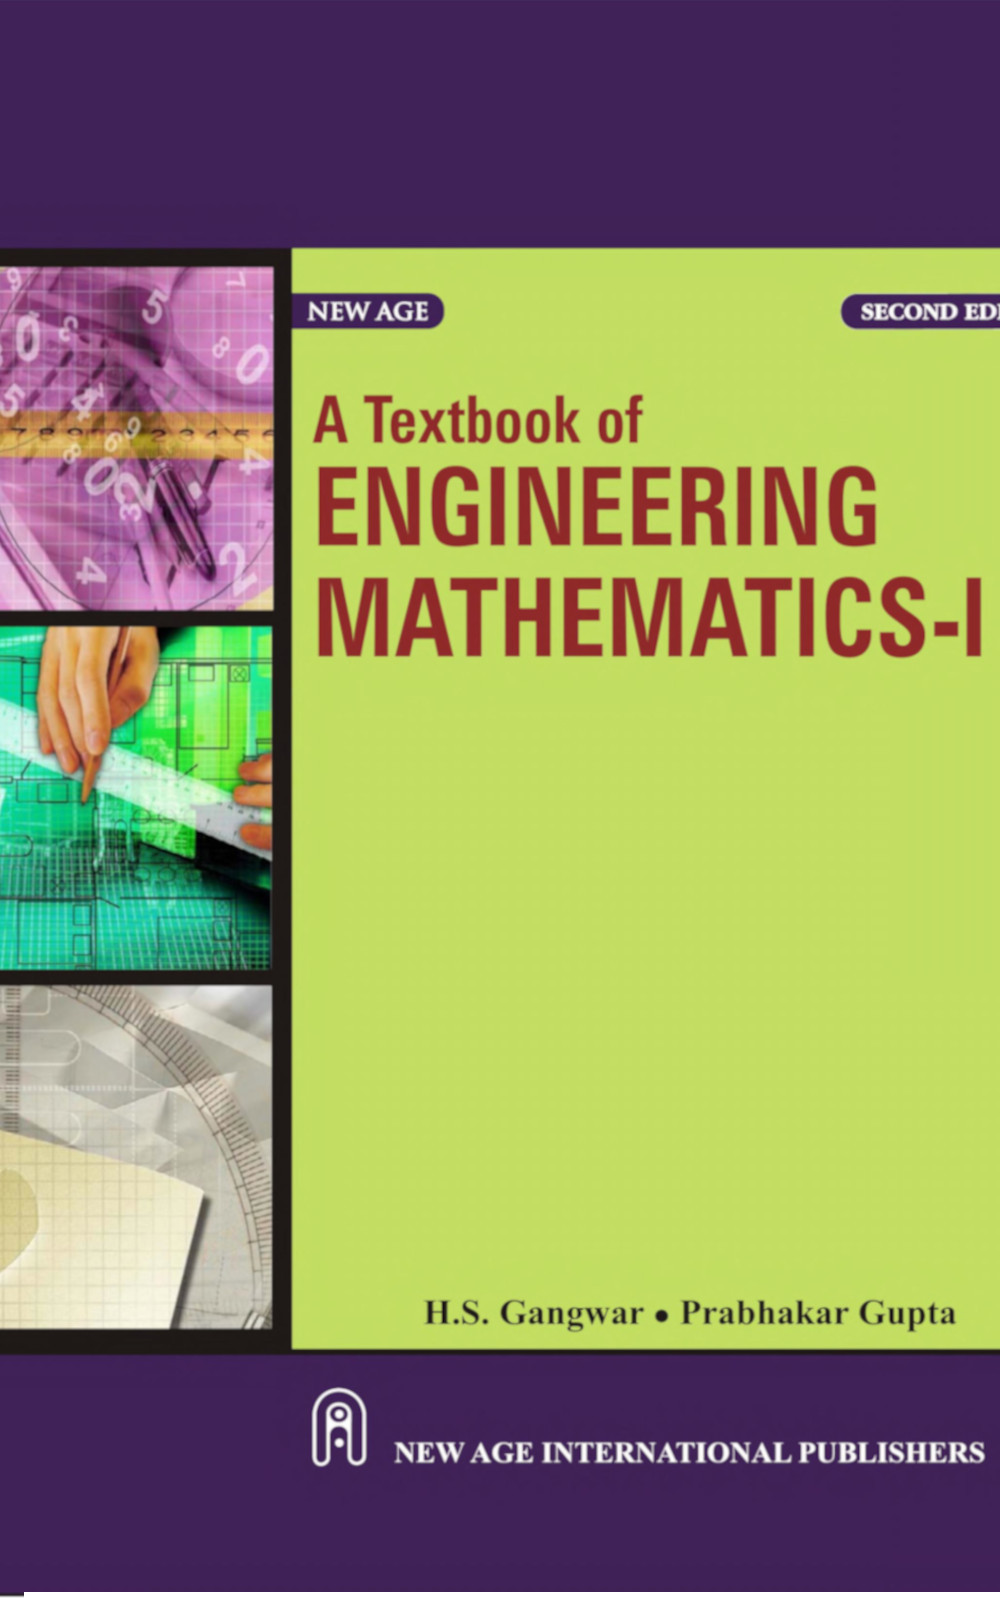 NEW AGE
SECOND EDI
A Textbook of
ENGINEERING
MATHEMATICS-I
H.S. Gangwar • Prabhakar Gupta
NEW AGE INTERNATIONAL PUBLISHERS